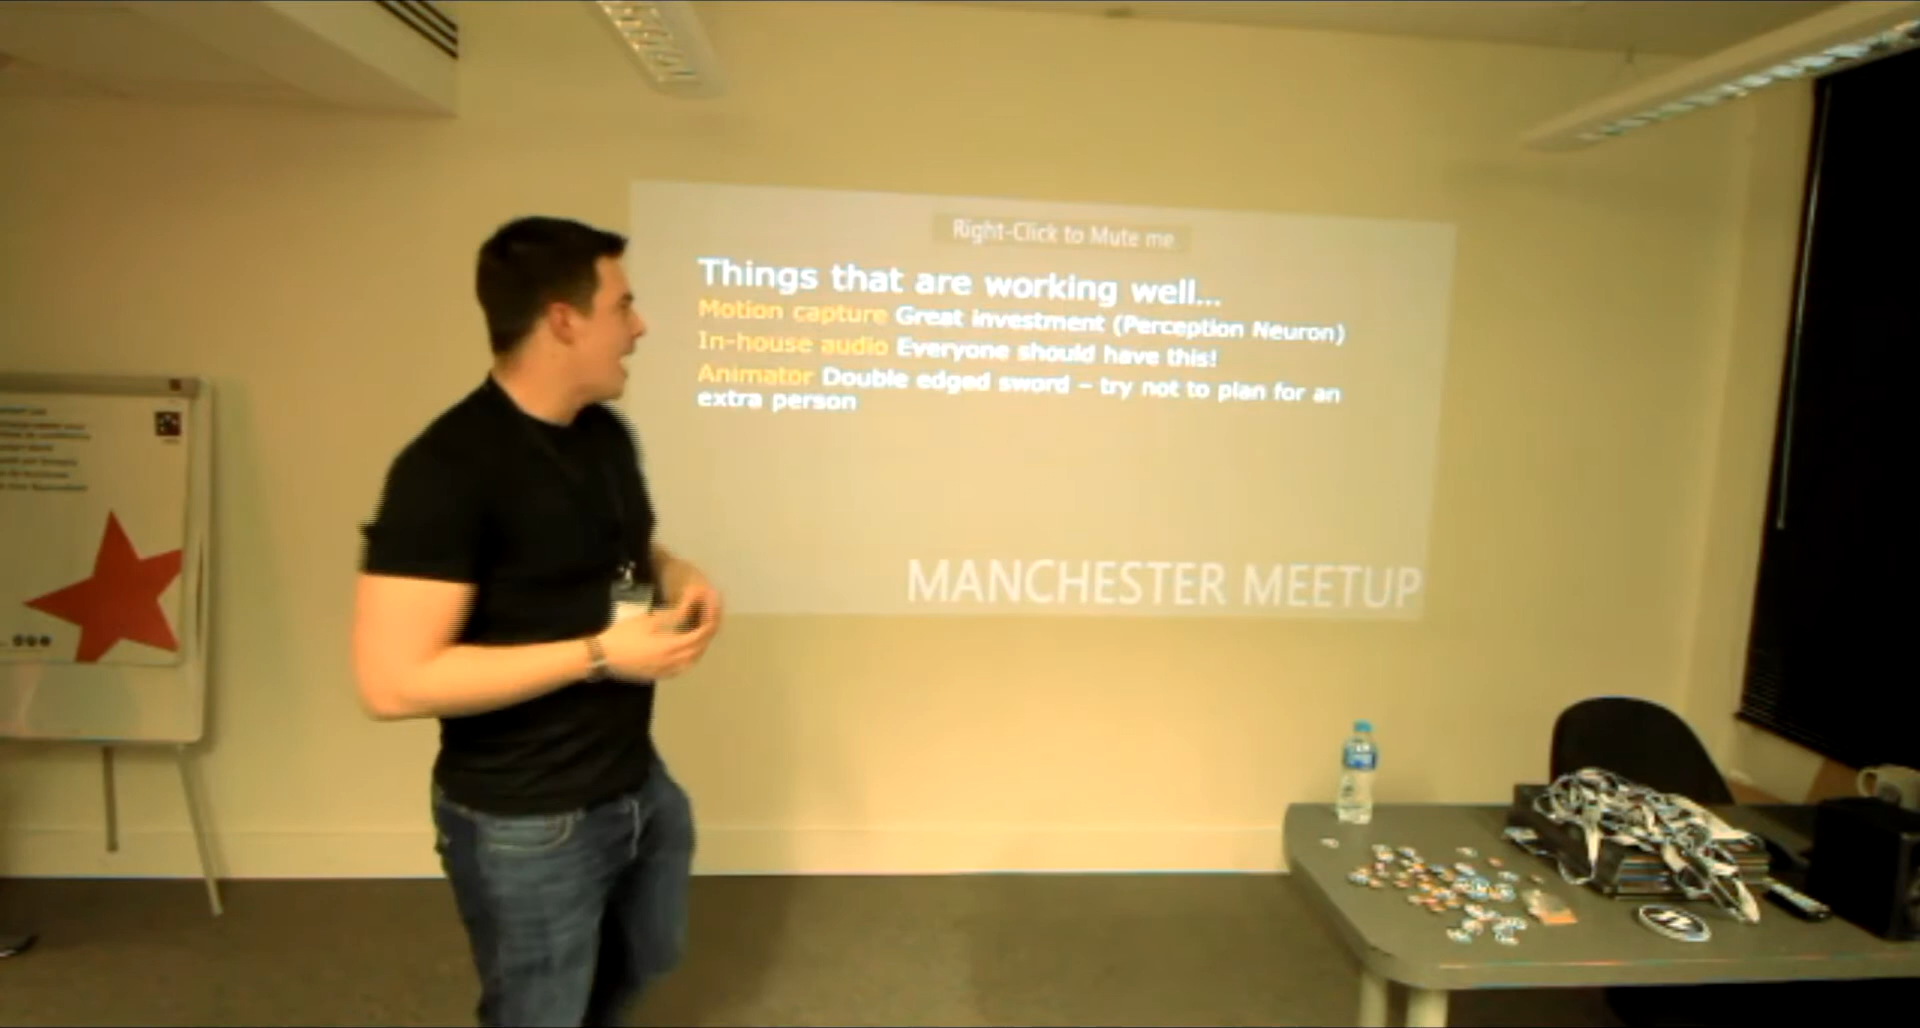 Right-Click to Mute me
Things that are working well...
Motion capture Great investment (Perception Neuron)
In-house audio Everyone should have this!
Animator Double edged sword – try not to plan for an
extra person
MANCHESTER MEETUP